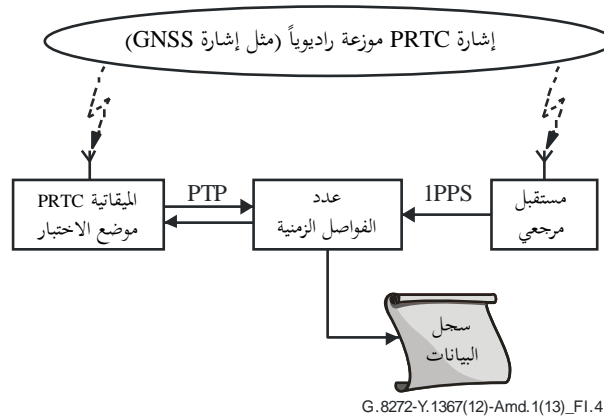 إشارة PRTC موزعة راديوياً (مثل إشارة GNSS)
مستقبل
مرجعي
1PPS
عدد
الفواصل الزمنية
PTP
الميقاتية PRTC
موضع الاختبار
سجل
البيانات
G.8272-Y.1367(12)-Amd.1(13)_FI.4